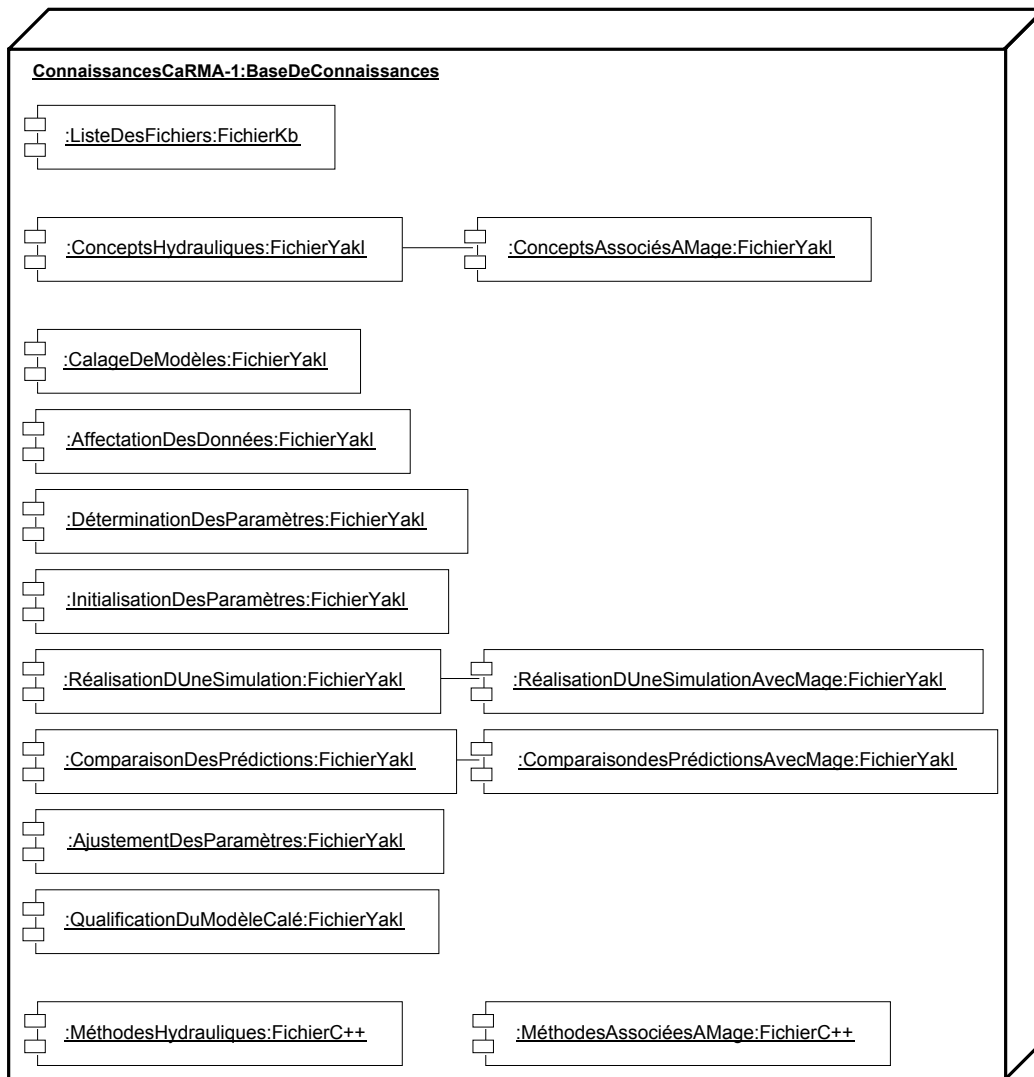 ConnaissancesCaRMA-1:BaseDeConnaissances
:ListeDesFichiers:FichierKb
:ConceptsHydrauliques:FichierYakl
:ConceptsAssociésAMage:FichierYakl
:CalageDeModèles:FichierYakl
:AffectationDesDonnées:FichierYakl
:DéterminationDesParamètres:FichierYakl
:InitialisationDesParamètres:FichierYakl
:RéalisationDUneSimulation:FichierYakl
:RéalisationDUneSimulationAvecMage:FichierYakl
:ComparaisonDesPrédictions:FichierYakl
:ComparaisondesPrédictionsAvecMage:FichierYakl
:AjustementDesParamètres:FichierYakl
:QualificationDuModèleCalé:FichierYakl
:MéthodesHydrauliques:FichierC++
:MéthodesAssociéesAMage:FichierC++